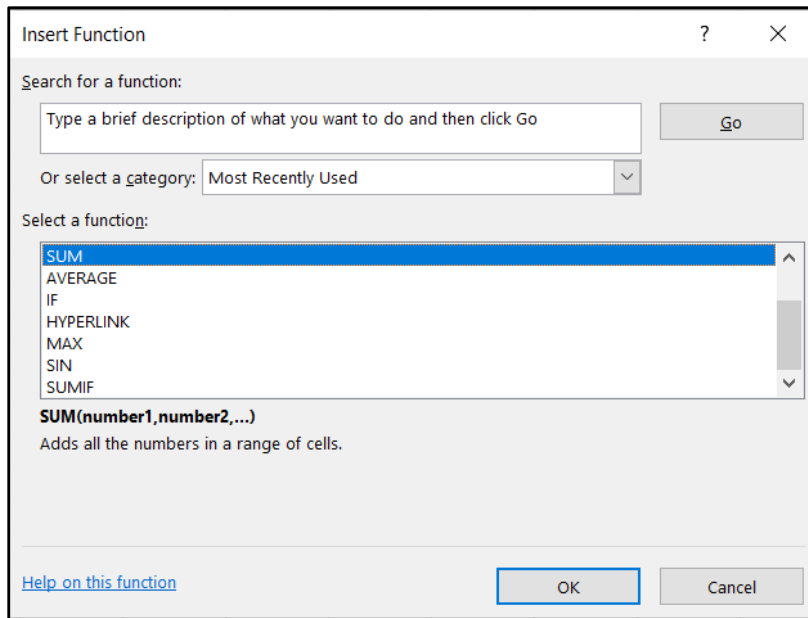 Insert Function
?
Search for a function:
Type a brief description of what you want to do and then click Go
Go
Or select a category: Most Recently Used
Select a function:
SUM
AVERAGE
IF
HYPERLINK
MAX
SIN
SUMIF
SUM(number1,number2,...)
Adds all the numbers in a range of cells.
Help on this function
OK
Cancel